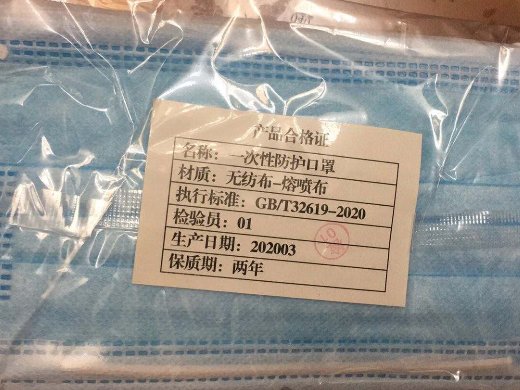 产品合格证
名称：一次性防护口罩
材质：无纺布-熔喷布
执行标准：GB/T32619-2020
检验员：01
生产日期：202003
保质期：两年